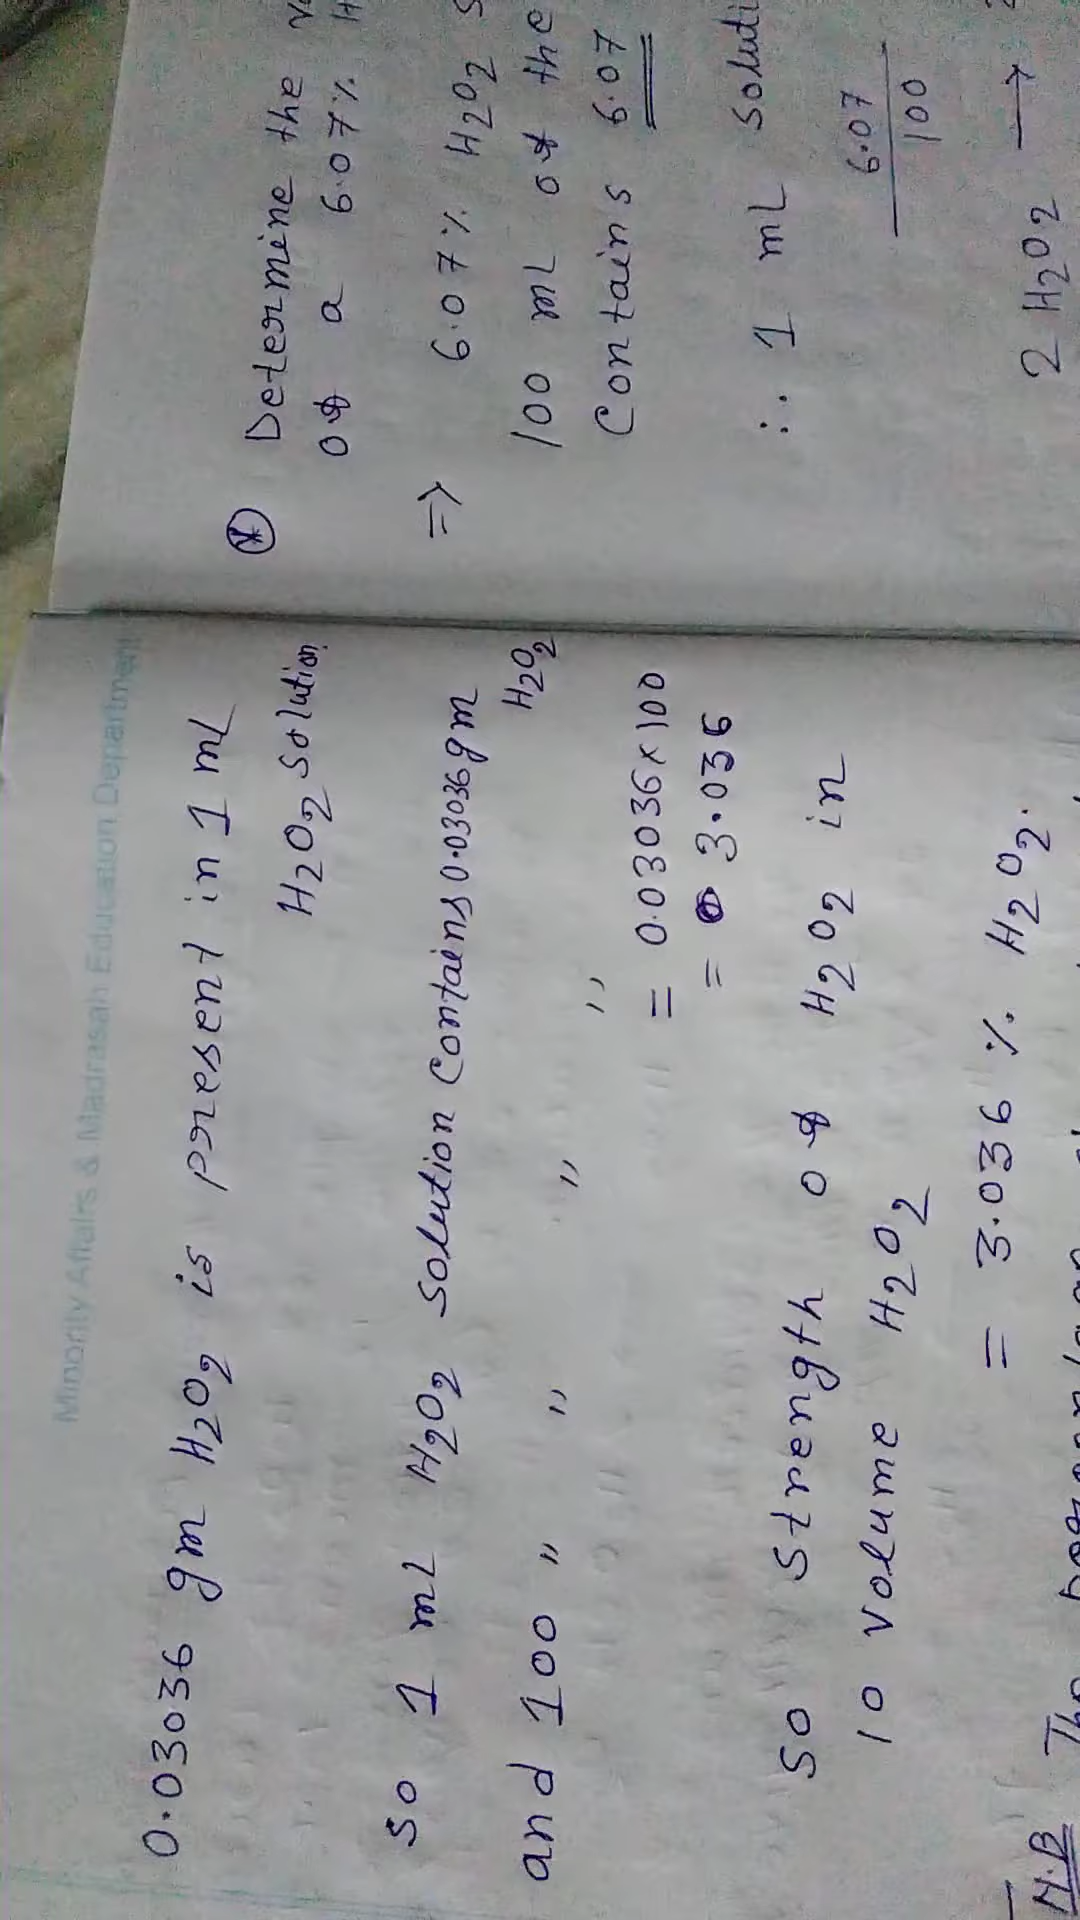 Minority Affairs & Madrasah Education Department
0.03036 gm H2O2 is present in 1 mL
H2O2 solution
so 1 mL H2O2 solution contains 0.03036 gm
H2O2
and 100 " " " "
= 0.03036 x 100
= 3.036
so strength of H2O2 in
10 volume H2O2
= 3.036 % H2O2.
N.B The
* Determine the
of a 6.07%
=> 6.07% H2O2
100 mL of the
contains 6.07
∴ 1 mL
6.07
100
2 H2O2 →